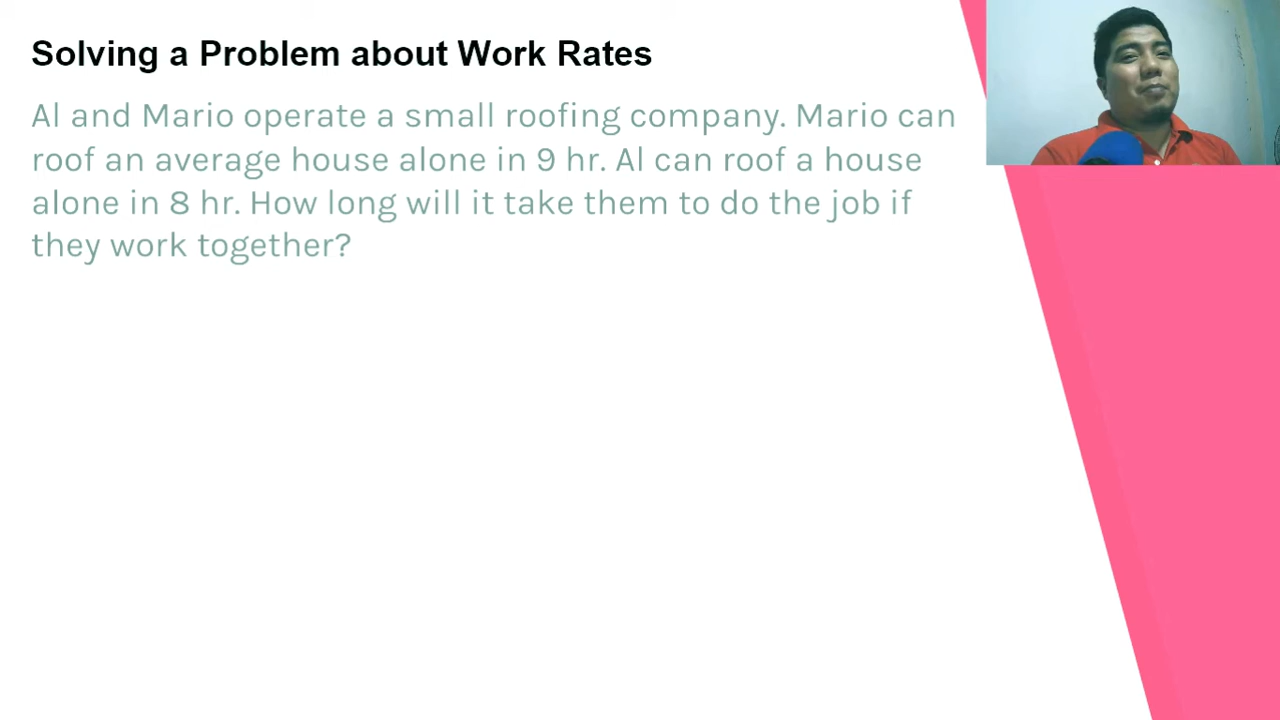 Solving a Problem about Work Rates
Al and Mario operate a small roofing company. Mario can
roof an average house alone in 9 hr. Al can roof a house
alone in 8 hr. How long will it take them to do the job if
they work together?